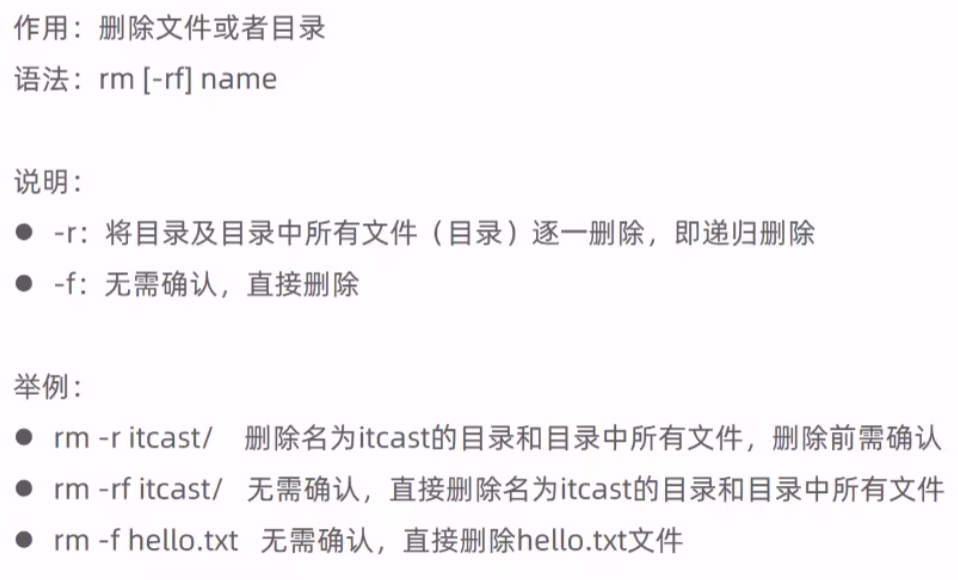 作用：删除文件或者目录
语法：rm [-rf] name
说明：
● -r：将目录及目录中所有文件（目录）逐一删除，即递归删除
● -f：无需确认，直接删除
举例：
● rm -r itcast/ 删除名为itcast的目录和目录中所有文件，删除前需确认
● rm -rf itcast/ 无需确认，直接删除名为itcast的目录和目录中所有文件
● rm -f hello.txt 无需确认，直接删除hello.txt文件